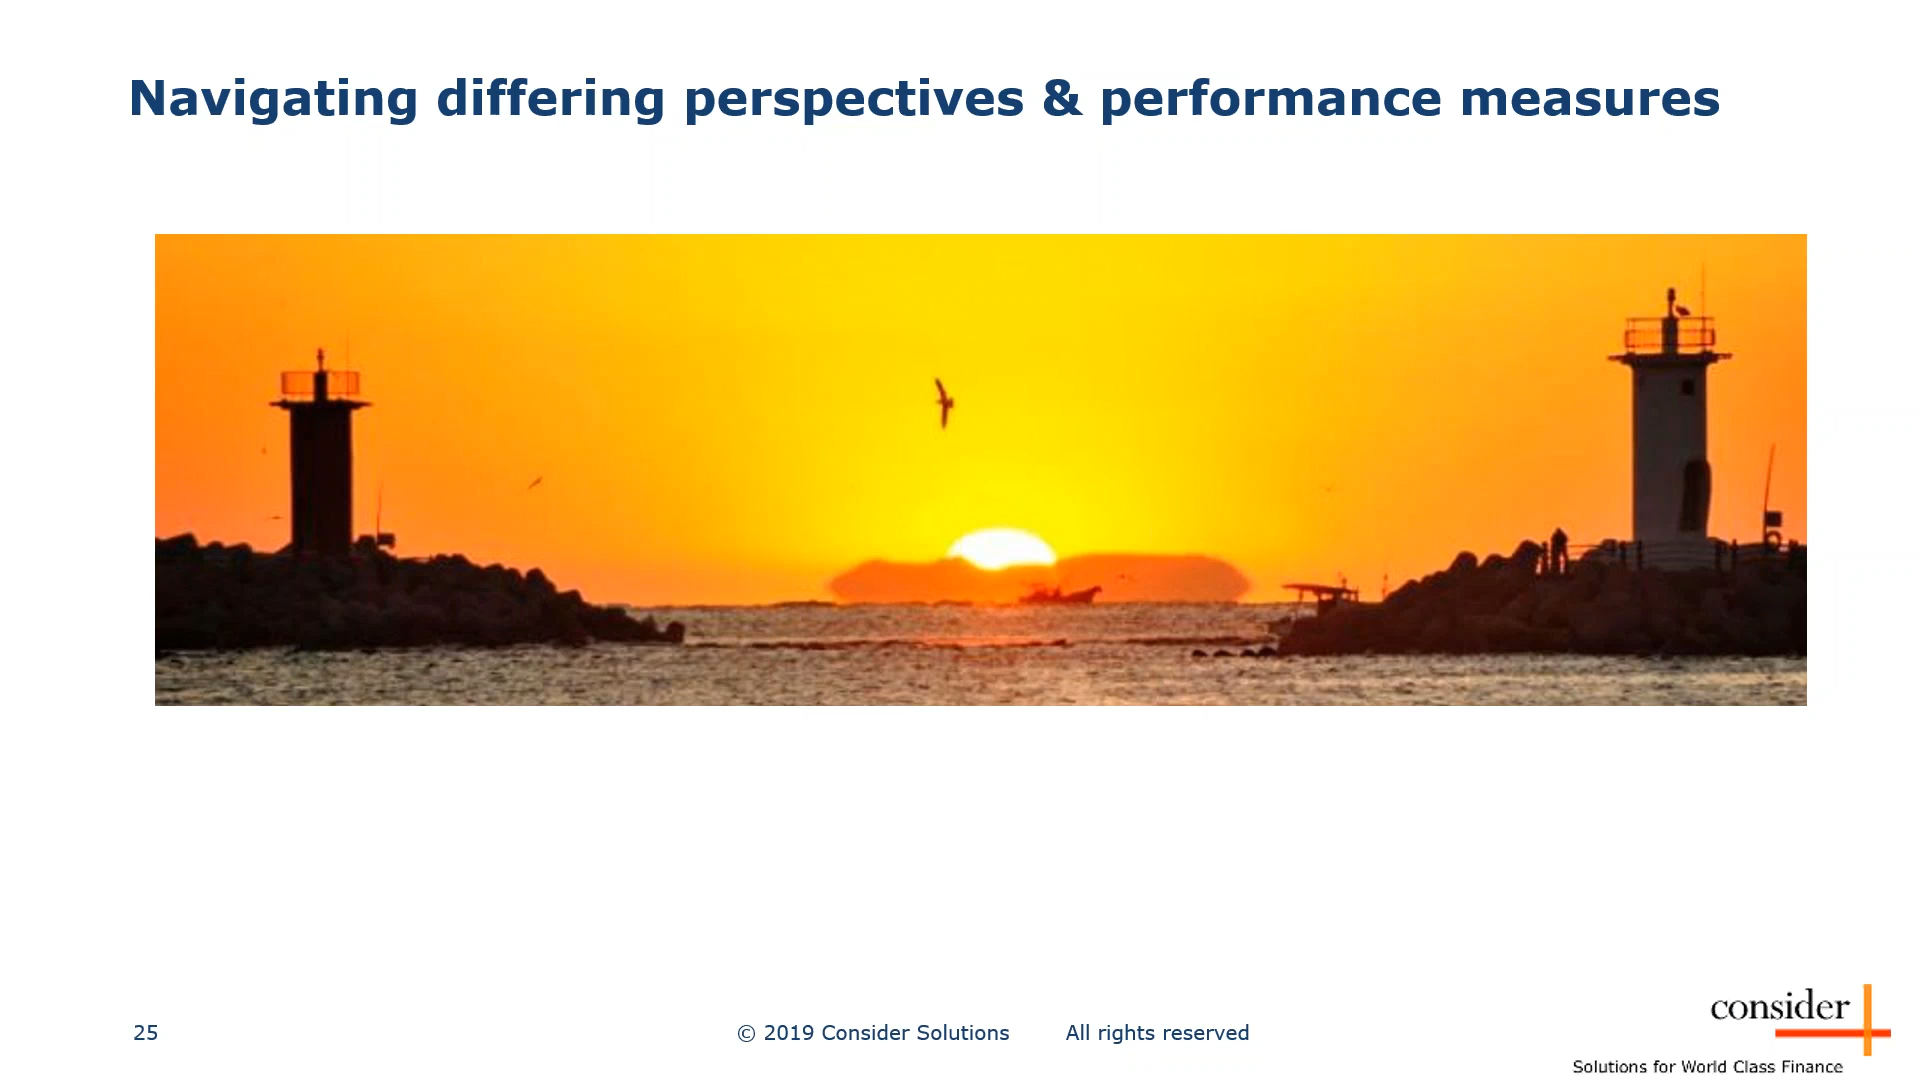 Navigating differing perspectives & performance measures
25
© 2019 Consider Solutions All rights reserved
consider
Solutions for World Class Finance